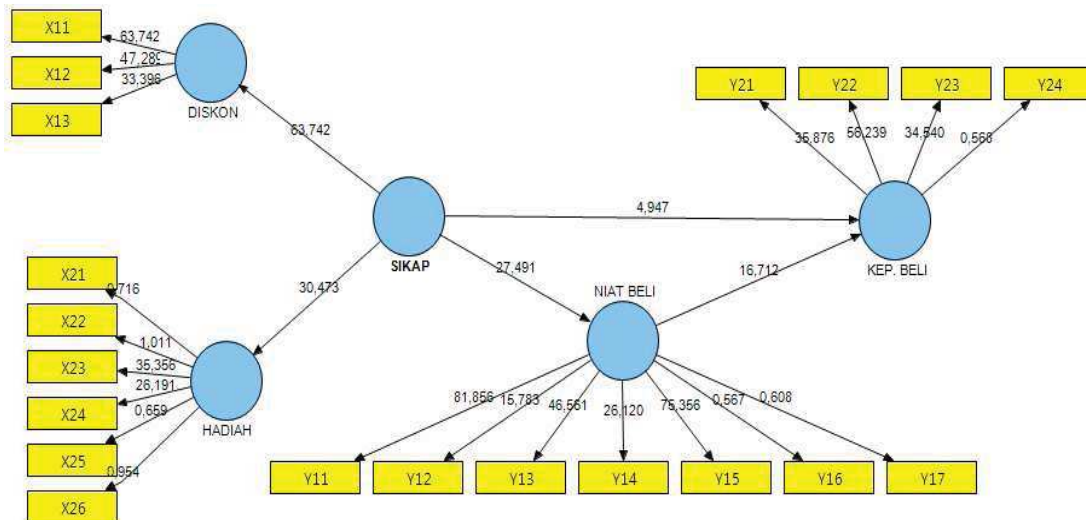 X11
63,742
X12
47,289
X13
33,396
DISKON
63,742
Y21
Y22
Y23
Y24
35,876
56,239
34,540
0,566
KEP. BELI
4,947
SIKAP
27,491
16,712
30,473
NIAT BELI
X21
0,716
X22
1,011
X23
35,356
X24
26,191
X25
0,659
X26
0,954
HADIAH
81,856
15,783
46,561
26,120
75,356
0,567
0,608
Y11
Y12
Y13
Y14
Y15
Y16
Y17